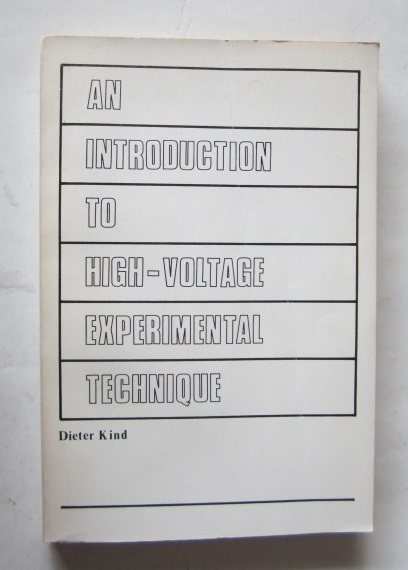 AN
INTRODUCTION
TO
HIGH-VOLTAGE
EXPERIMENTAL
TECHNIQUE
Dieter Kind